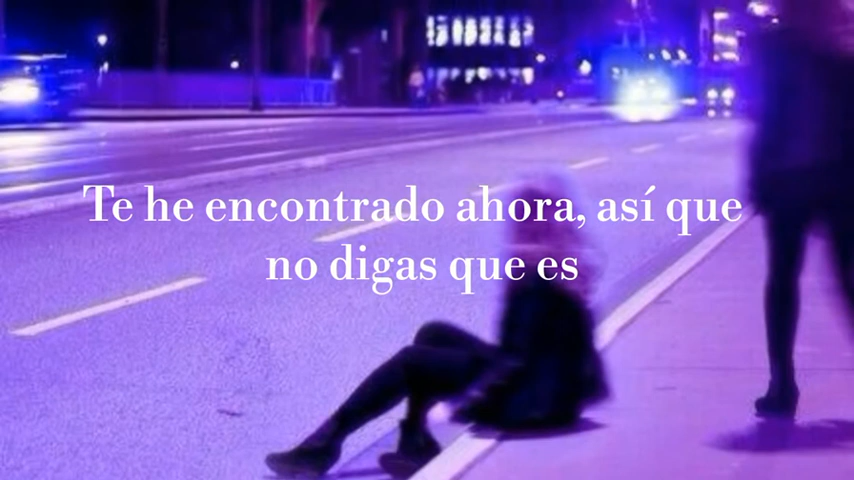 Te he encontrado ahora, así que
no digas que es